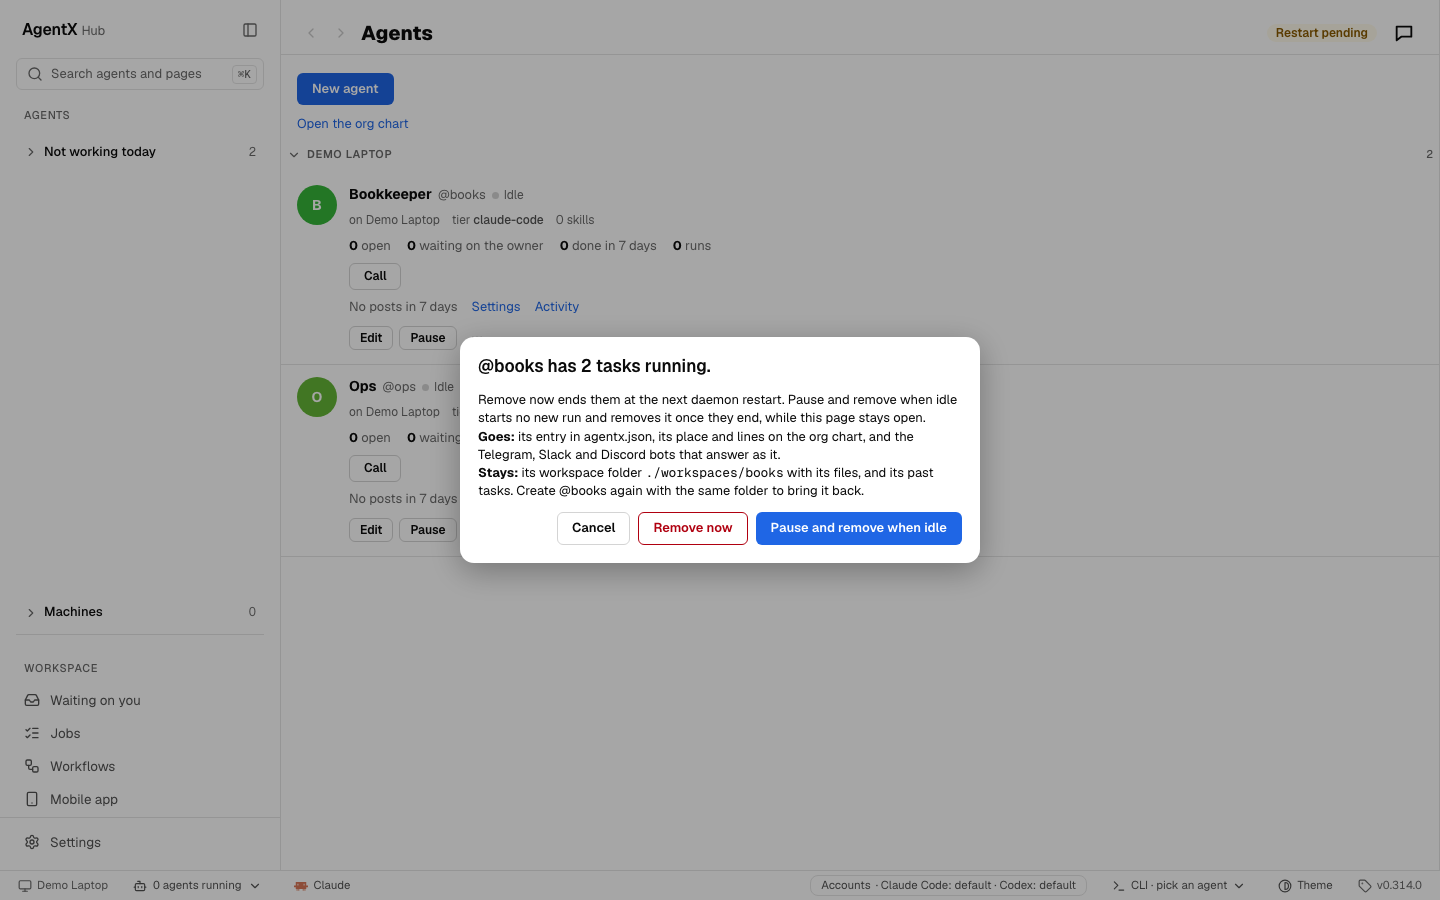 AgentX Hub
Search agents and pages ⌘K
AGENTS
Not working today 2
Machines 0
WORKSPACE
Waiting on you
Jobs
Workflows
Mobile app
Settings
Agents
Restart pending
New agent
Open the org chart
DEMO LAPTOP 2
B
Bookkeeper @books Idle
on Demo Laptop tier claude-code 0 skills
0 open 0 waiting on the owner 0 done in 7 days 0 runs
Call
No posts in 7 days Settings Activity
Edit Pause
O
Ops @ops Idle
on Demo Laptop
0 open 0 waiting
Call
No posts in 7 days
Edit Pause
@books has 2 tasks running.
Remove now ends them at the next daemon restart. Pause and remove when idle
starts no new run and removes it once they end, while this page stays open.
Goes: its entry in agentx.json, its place and lines on the org chart, and the
Telegram, Slack and Discord bots that answer as it.
Stays: its workspace folder ./workspaces/books with its files, and its past
tasks. Create @books again with the same folder to bring it back.
Cancel Remove now Pause and remove when idle
Demo Laptop 0 agents running Claude Accounts · Claude Code: default · Codex: default CLI · pick an agent Theme v0.314.0